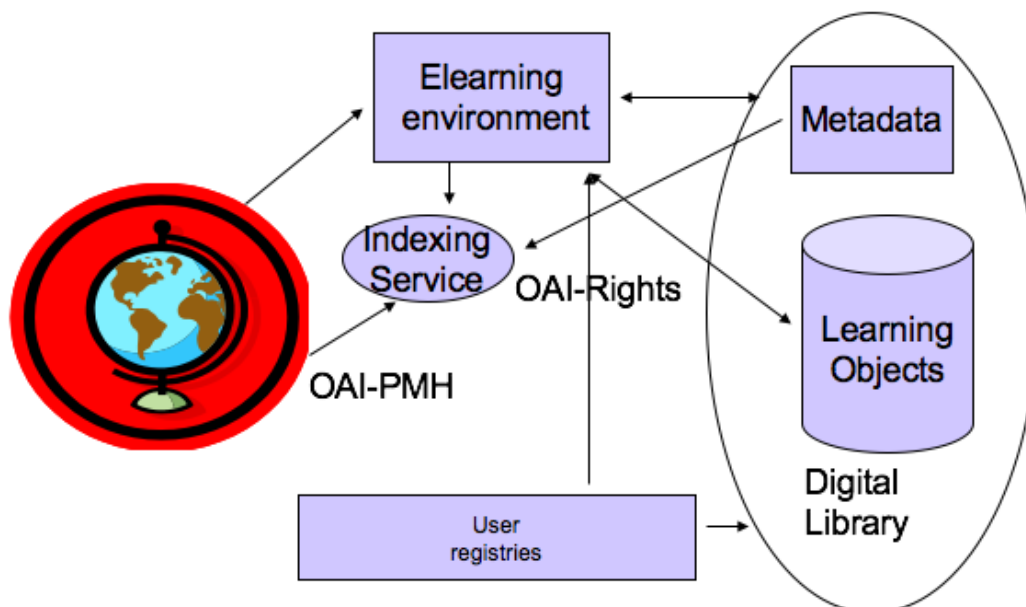 Elearning
environment
Metadata
Indexing
Service
OAI-Rights
OAI-PMH
Learning
Objects
Digital
Library
User
registries